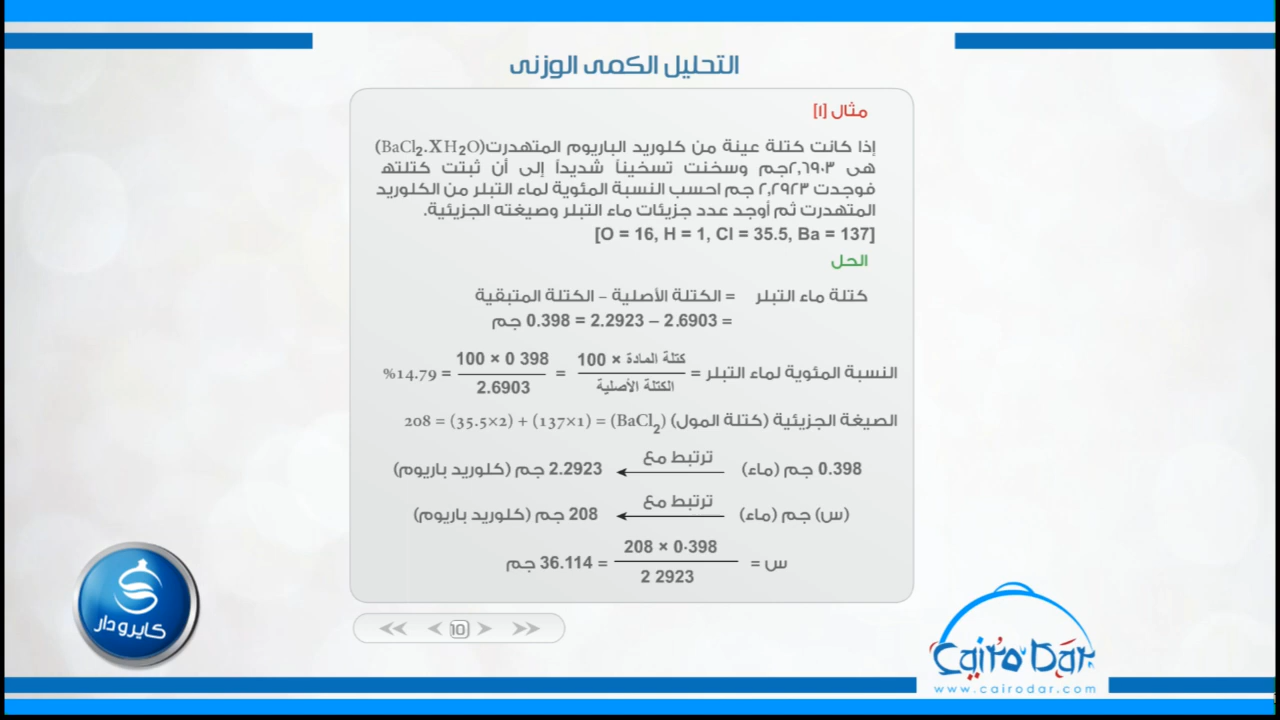 التحليل الكمى الوزنى
مثال [١]
إذا كانت كتلة عينة من كلوريد الباريوم المتهدرت(BaCl₂.XH₂O)
هى ٢,٦٩٠٣جم وسخنت تسخيناً شديداً إلى أن ثبتت كتلتها
فوجدت ٢,٢٩٢٣ جم احسب النسبة المئوية لماء التبلر من الكلوريد
المتهدرت ثم أوجد عدد جزيئات ماء التبلر وصيغته الجزيئية.
[O = 16, H = 1, Cl = 35.5, Ba = 137]
الحل
كتلة ماء التبلر = الكتلة الأصلية – الكتلة المتبقية
= 2.6903 – 2.2923 = 0.398 جم
النسبة المئوية لماء التبلر = كتلة المادة × 100 / الكتلة الأصلية = 100 × 0 398 / 2.6903 = 14.79%
الصيغة الجزيئية (كتلة المول) (BaCl₂) = (137×1) + (35.5×2) = 208
0.398 جم (ماء) ترتبط مع ← 2.2923 جم (كلوريد باريوم)
(س) جم (ماء) ترتبط مع ← 208 جم (كلوريد باريوم)
س = 208 × 0.398 / 2 2923 = 36.114 جم
10
كايرودار
Cairo Dar
www.cairodar.com